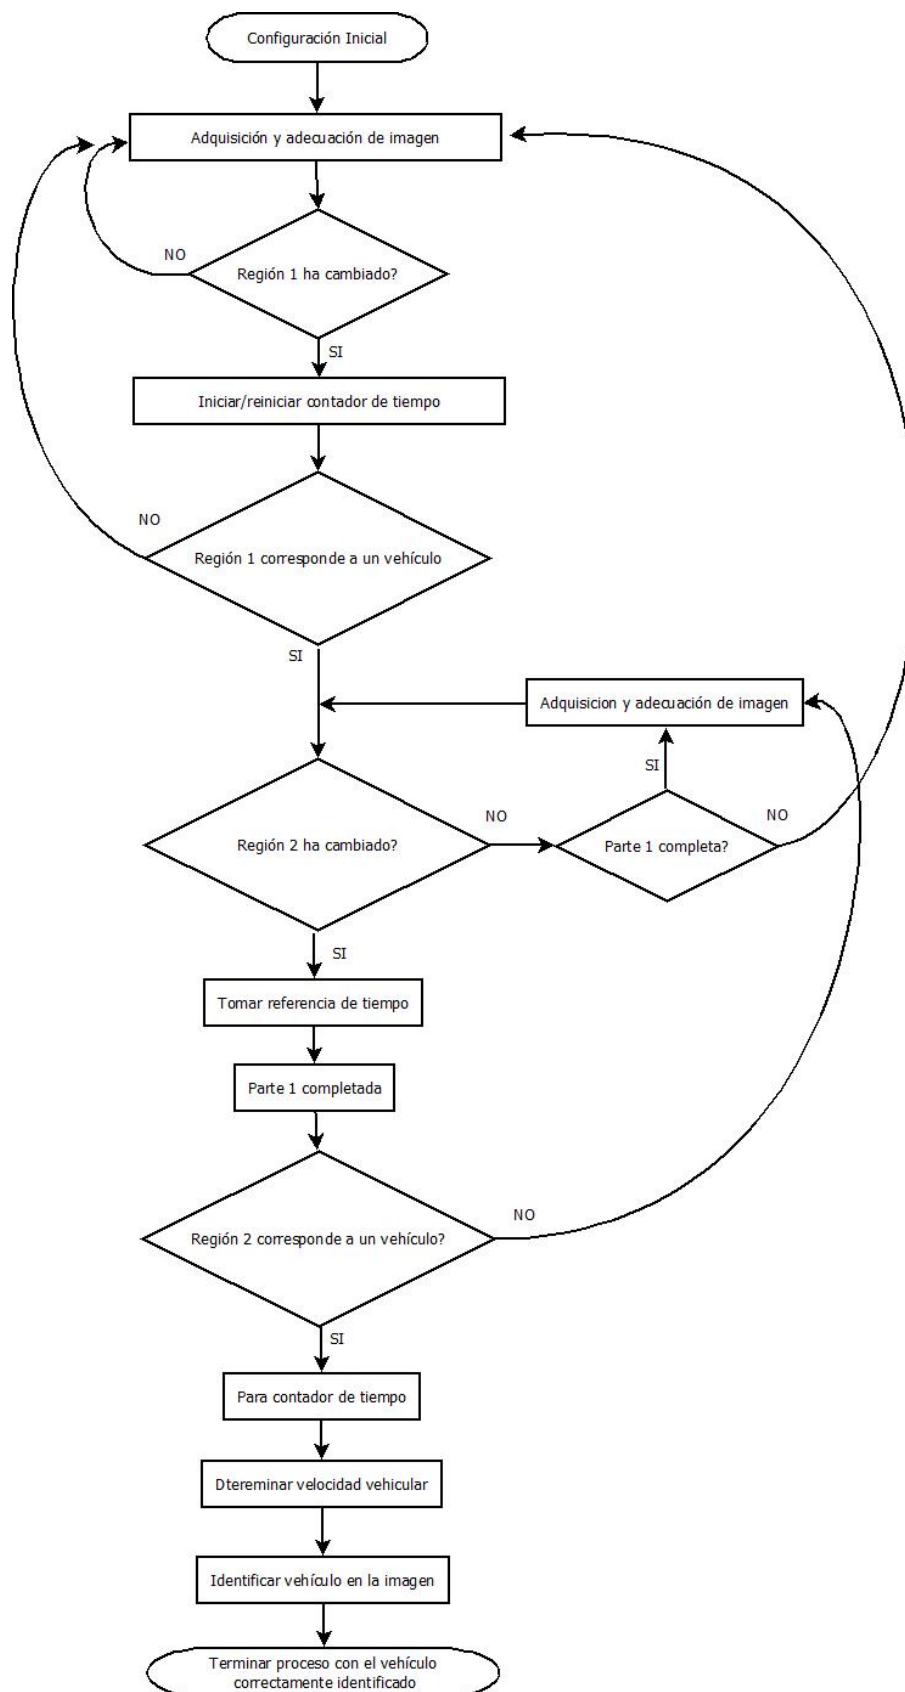 Configuración Inicial
Adquisición y adecuación de imagen
NO
Región 1 ha cambiado?
SI
Iniciar/reiniciar contador de tiempo
NO
Región 1 corresponde a un vehículo
SI
Adquisicion y adecuación de imagen
SI
NO
NO
Región 2 ha cambiado?
Parte 1 completa?
SI
Tomar referencia de tiempo
Parte 1 completada
NO
Región 2 corresponde a un vehículo?
SI
Para contador de tiempo
Dtereminar velocidad vehicular
Identificar vehículo en la imagen
Terminar proceso con el vehículo
correctamente identificado